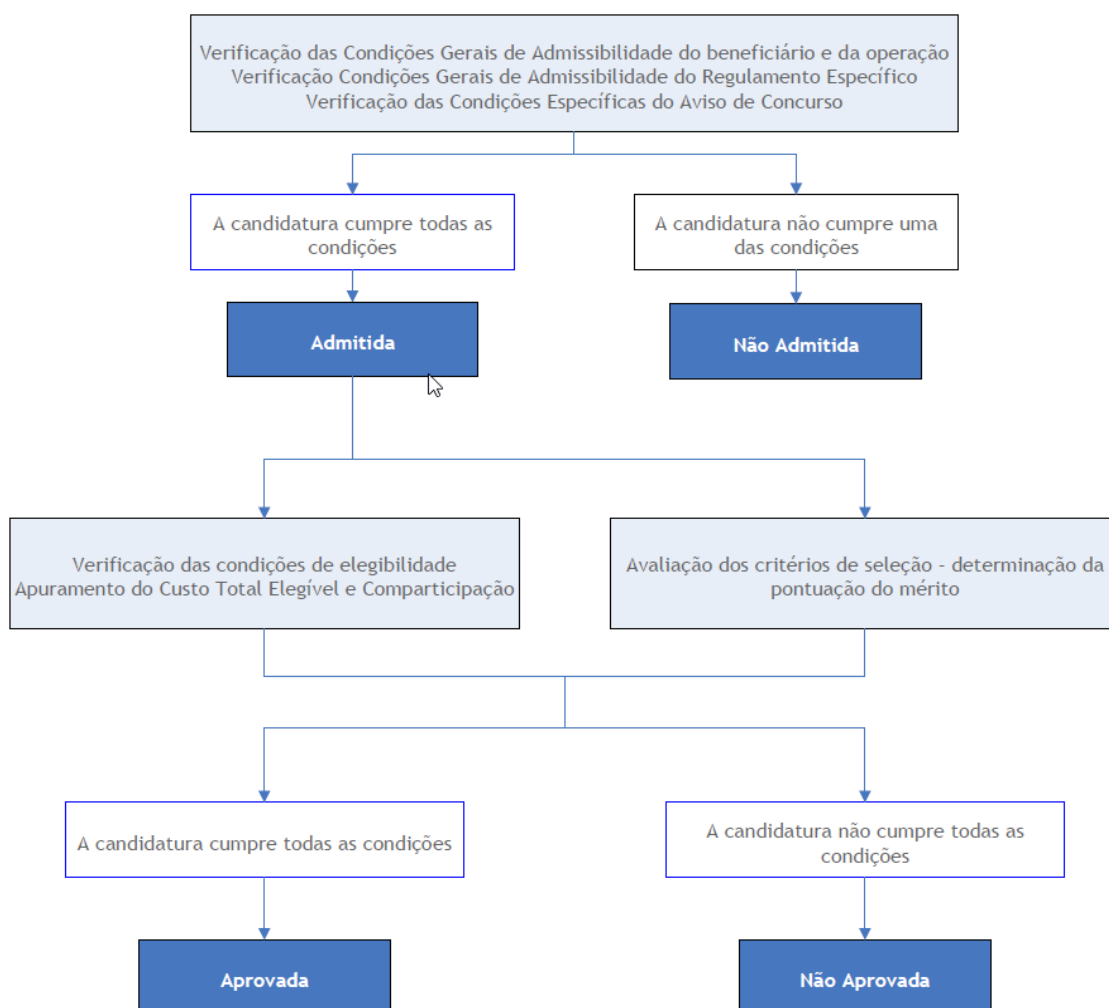 Verificação das Condições Gerais de Admissibilidade do beneficiário e da operação
Verificação Condições Gerais de Admissibilidade do Regulamento Específico
Verificação das Condições Específicas do Aviso de Concurso
A candidatura cumpre todas as
condições
A candidatura não cumpre uma
das condições
Admitida
Não Admitida
Verificação das condições de elegibilidade
Apuramento do Custo Total Elegível e Comparticipação
Avaliação dos critérios de seleção - determinação da
pontuação do mérito
A candidatura cumpre todas as condições
A candidatura não cumpre todas as
condições
Aprovada
Não Aprovada